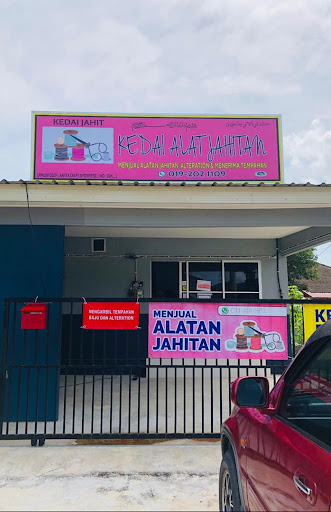 KEDAI JAHIT
KEDAI ALAT JAHITAN
MENJUAL ALATAN JAHITAN, ALTERATION & MENERIMA TEMPAHAN
019-202 1109
MENGAMBIL TEMPAHAN
BAJU DAN ALTERATION
MENJUAL
ALATAN
JAHITAN
KE